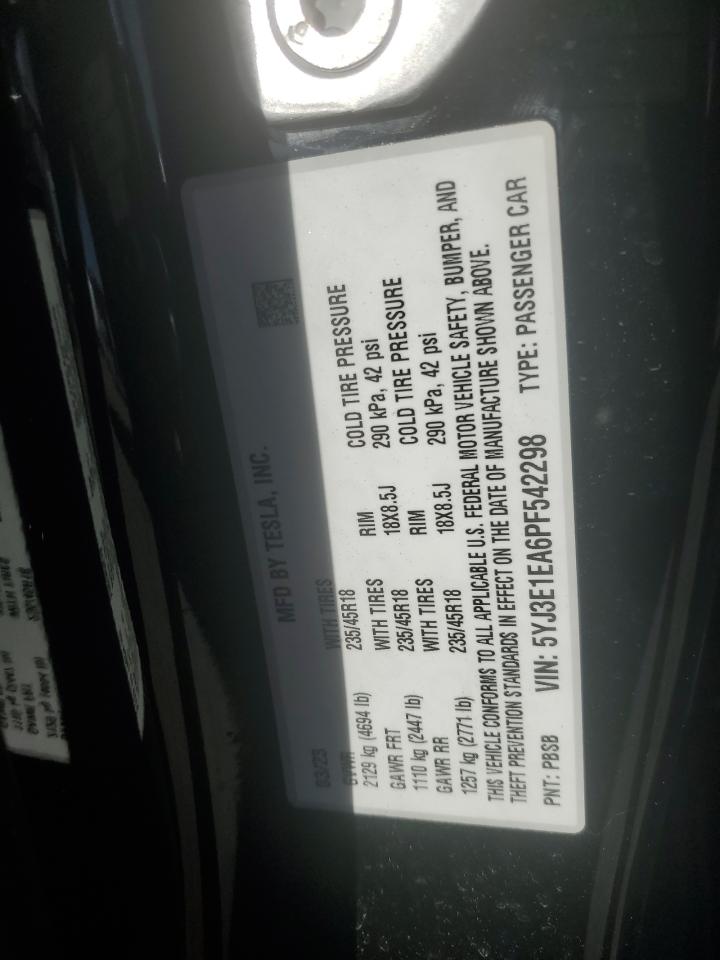 MFD BY TESLA, INC.
03/23
GVWR WITH TIRES RIM COLD TIRE PRESSURE
2129 kg (4694 lb) 235/45R18 18X8.5J 290 kPa, 42 psi
GAWR FRT WITH TIRES RIM COLD TIRE PRESSURE
1110 kg (2447 lb) 235/45R18 18X8.5J 290 kPa, 42 psi
GAWR RR WITH TIRES
1257 kg (2771 lb) 235/45R18
THIS VEHICLE CONFORMS TO ALL APPLICABLE U.S. FEDERAL MOTOR VEHICLE SAFETY, BUMPER, AND
THEFT PREVENTION STANDARDS IN EFFECT ON THE DATE OF MANUFACTURE SHOWN ABOVE.
PNT: PBSB VIN: 5YJ3E1EA6PF542298 TYPE: PASSENGER CAR